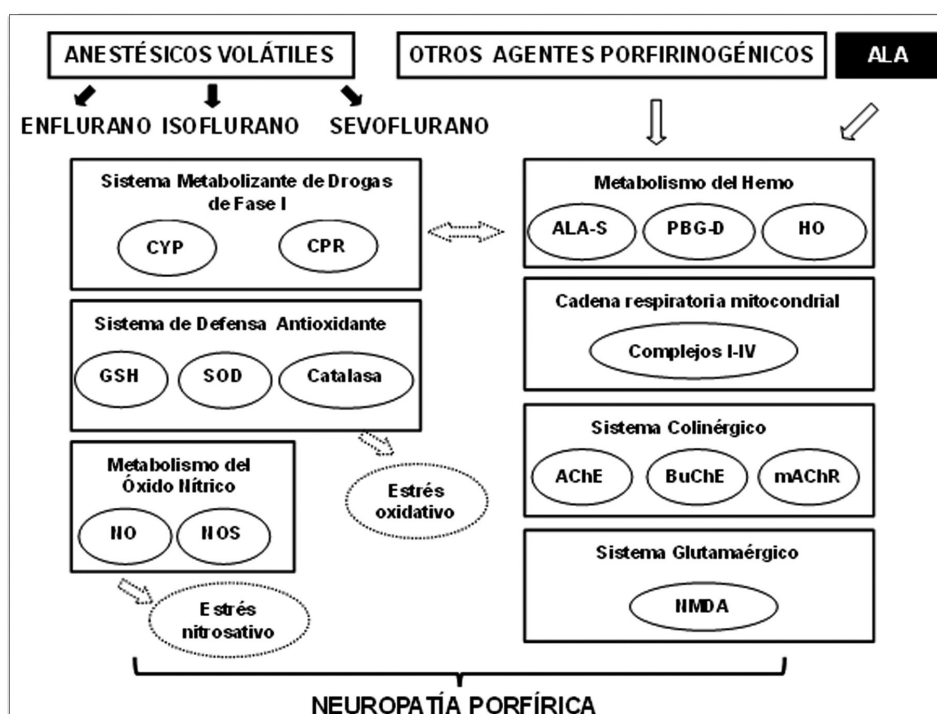 ANESTÉSICOS VOLÁTILES
OTROS AGENTES PORFIRINOGÉNICOS
ALA
ENFLURANO ISOFLURANO SEVOFLURANO
Sistema Metabolizante de Drogas
de Fase I
CYP
CPR
Metabolismo del Hemo
ALA-S
PBG-D
HO
Sistema de Defensa Antioxidante
GSH
SOD
Catalasa
Cadena respiratoria mitocondrial
Complejos I-IV
Metabolismo del
Óxido Nítrico
NO
NOS
Estrés
oxidativo
Sistema Colinérgico
AChE
BuChE
mAChR
Estrés
nitrosativo
Sistema Glutamaérgico
NMDA
NEUROPATÍA PORFÍRICA